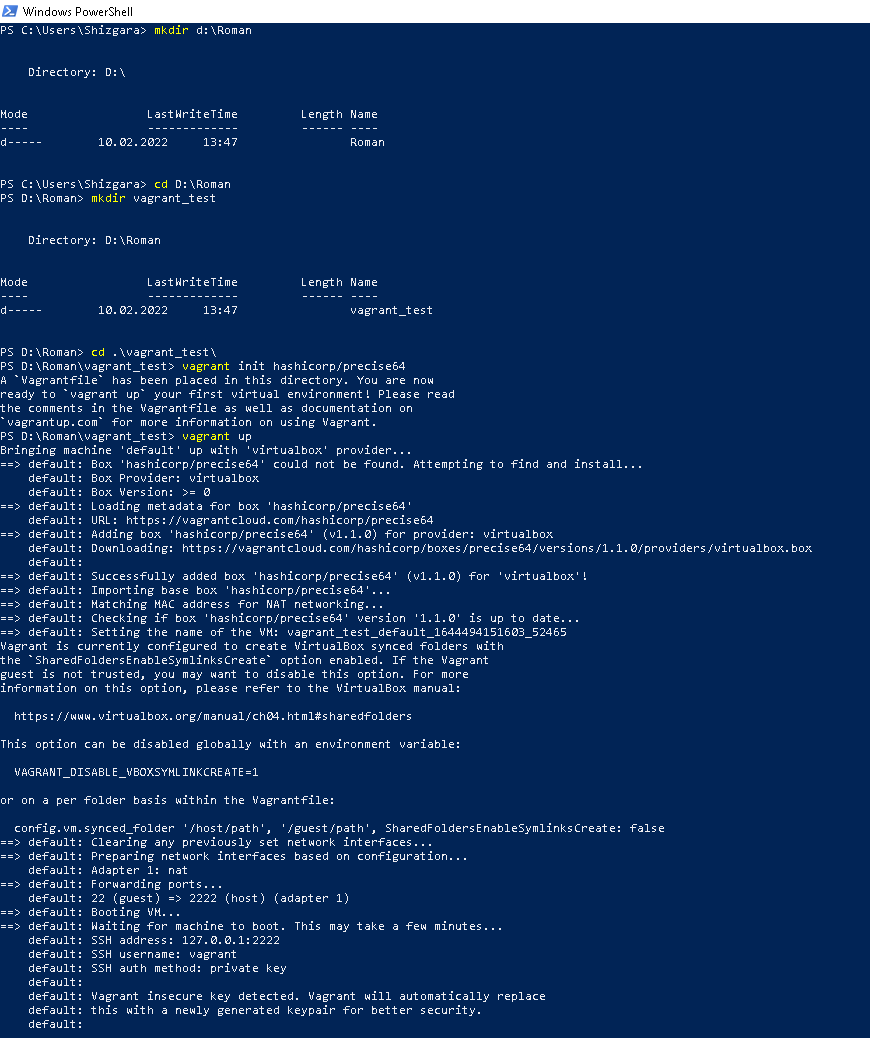 Windows PowerShell
PS C:\Users\Shizgara> mkdir d:\Roman
Directory: D:\
Mode                 LastWriteTime         Length Name
----                 -------------         ------ ----
d-----        10.02.2022     13:47                Roman
PS C:\Users\Shizgara> cd D:\Roman
PS D:\Roman> mkdir vagrant_test
Directory: D:\Roman
Mode                 LastWriteTime         Length Name
----                 -------------         ------ ----
d-----        10.02.2022     13:47                vagrant_test
PS D:\Roman> cd .\vagrant_test\
PS D:\Roman\vagrant_test> vagrant init hashicorp/precise64
A `Vagrantfile` has been placed in this directory. You are now
ready to `vagrant up` your first virtual environment! Please read
the comments in the Vagrantfile as well as documentation on
`vagrantup.com` for more information on using Vagrant.
PS D:\Roman\vagrant_test> vagrant up
Bringing machine 'default' up with 'virtualbox' provider...
==> default: Box 'hashicorp/precise64' could not be found. Attempting to find and install...
    default: Box Provider: virtualbox
    default: Box Version: >= 0
==> default: Loading metadata for box 'hashicorp/precise64'
    default: URL: https://vagrantcloud.com/hashicorp/precise64
==> default: Adding box 'hashicorp/precise64' (v1.1.0) for provider: virtualbox
    default: Downloading: https://vagrantcloud.com/hashicorp/boxes/precise64/versions/1.1.0/providers/virtualbox.box
    default:
==> default: Successfully added box 'hashicorp/precise64' (v1.1.0) for 'virtualbox'!
==> default: Importing base box 'hashicorp/precise64'...
==> default: Matching MAC address for NAT networking...
==> default: Checking if box 'hashicorp/precise64' version '1.1.0' is up to date...
==> default: Setting the name of the VM: vagrant_test_default_1644494151603_52465
Vagrant is currently configured to create VirtualBox synced folders with
the `SharedFoldersEnableSymlinksCreate` option enabled. If the Vagrant
guest is not trusted, you may want to disable this option. For more
information on this option, please refer to the VirtualBox manual:
https://www.virtualbox.org/manual/ch04.html#sharedfolders
This option can be disabled globally with an environment variable:
VAGRANT_DISABLE_VBOXSYMLINKCREATE=1
or on a per folder basis within the Vagrantfile:
config.vm.synced_folder '/host/path', '/guest/path', SharedFoldersEnableSymlinksCreate: false
==> default: Clearing any previously set network interfaces...
==> default: Preparing network interfaces based on configuration...
    default: Adapter 1: nat
==> default: Forwarding ports...
    default: 22 (guest) => 2222 (host) (adapter 1)
==> default: Booting VM...
==> default: Waiting for machine to boot. This may take a few minutes...
    default: SSH address: 127.0.0.1:2222
    default: SSH username: vagrant
    default: SSH auth method: private key
    default:
    default: Vagrant insecure key detected. Vagrant will automatically replace
    default: this with a newly generated keypair for better security.
    default: